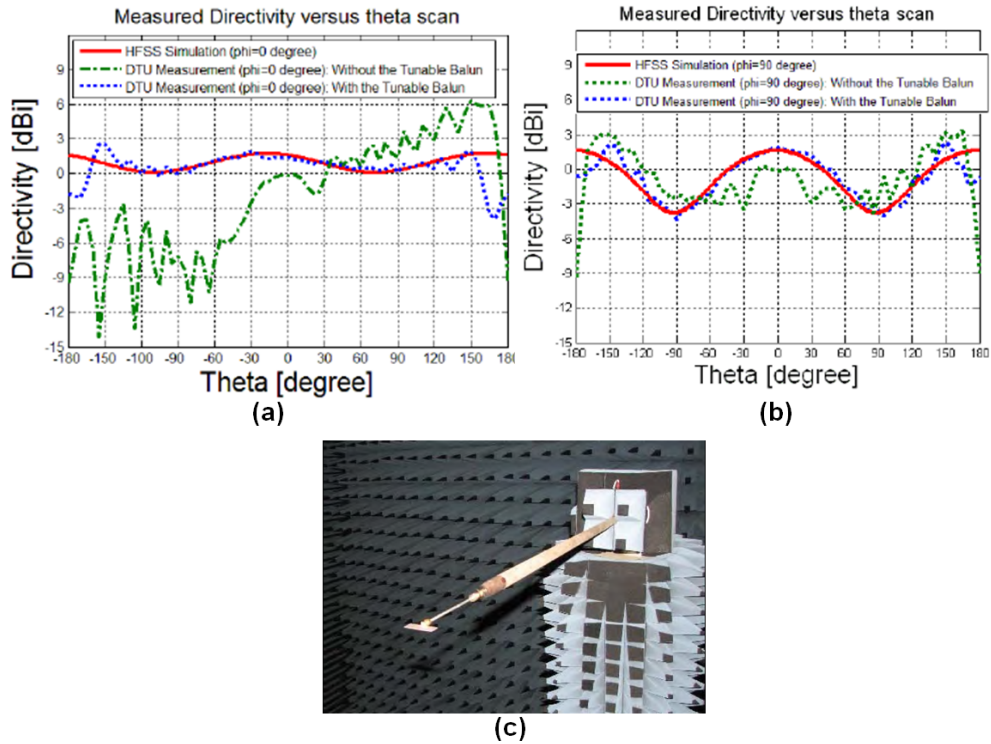 Measured Directivity versus theta scan
HFSS Simulation (phi=0 degree)
DTU Measurement (phi=0 degree): Without the Tunable Balun
DTU Measurement (phi=0 degree): With the Tunable Balun
Directivity [dBi]
9
6
3
0
-3
-6
-9
-12
-15
-180 -150 -120 -90 -60 -30 0 30 60 90 120 150 180
Theta [degree]
(a)
Measured Directivity versus theta scan
HFSS Simulation (phi=90 degree)
DTU Measurement (phi=90 degree): Without the Tunable Balun
DTU Measurement (phi=90 degree): With the Tunable Balun
Directivity [dBi]
9
6
3
0
-3
-6
-9
-12
-15
-180 -150 -120 -90 -60 -30 0 30 60 90 120 150 180
Theta [degree]
(b)
(c)